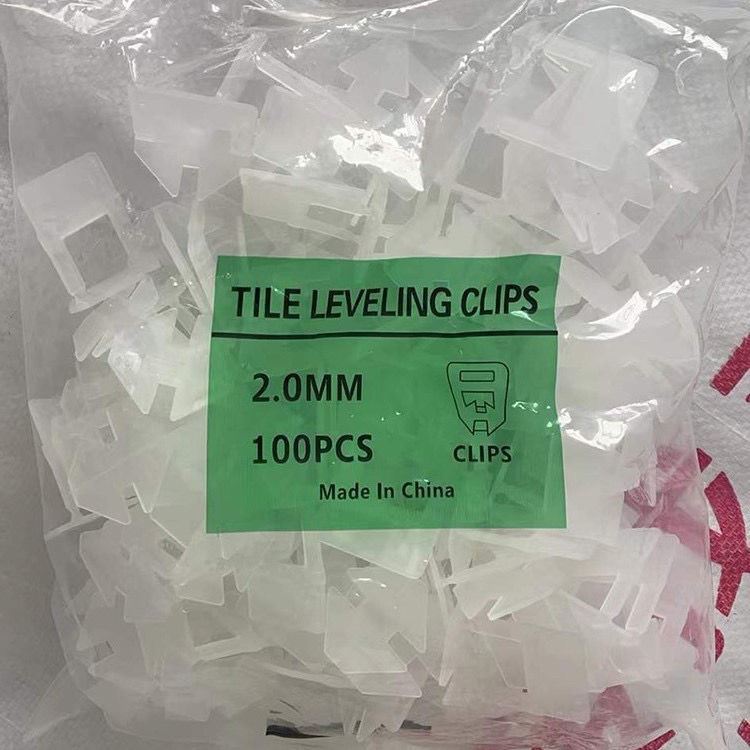 TILE LEVELING CLIPS
2.0MM
100PCS
CLIPS
Made In China